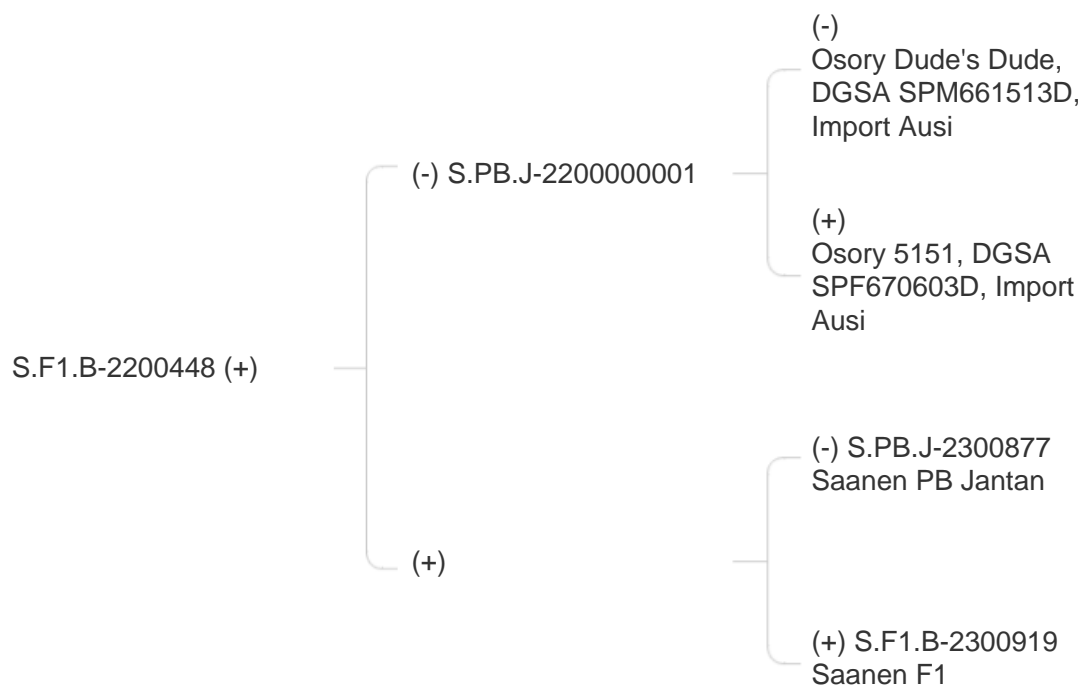 (-)
Osory Dude's Dude,
DGSA SPM661513D,
Import Ausi
(-) S.PB.J-2200000001
(+)
Osory 5151, DGSA
SPF670603D, Import
Ausi
S.F1.B-2200448 (+)
(-) S.PB.J-2300877
Saanen PB Jantan
(+)
(+) S.F1.B-2300919
Saanen F1